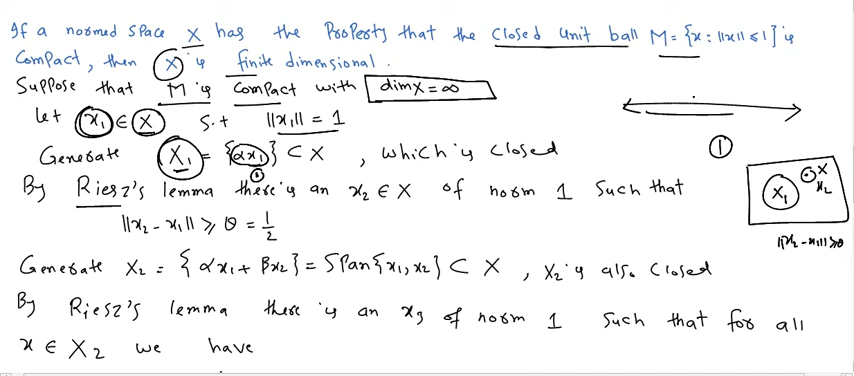 If a normed space X has the Property that the closed unit ball M = {x : ||x|| ≤ 1} is
Compact, then X is finite dimensional.
Suppose that M is Compact with dim X = ∞
Let x₁ ∈ X s.t ||x₁|| = 1
Generate X₁ = {αx₁} ⊂ X , which is closed
①
By Riesz's lemma there is an x₂ ∈ X of norm 1 Such that
||x₂ - x₁|| ≥ θ = 1/2
X₁ X x₂
||x₂ - x₁|| ≥ θ
Generate X₂ = {αx₁ + βx₂} = Span{x₁, x₂} ⊂ X , X₂ is also closed
By Riesz's lemma there is an x₃ of norm 1 Such that for all
x ∈ X₂ we have